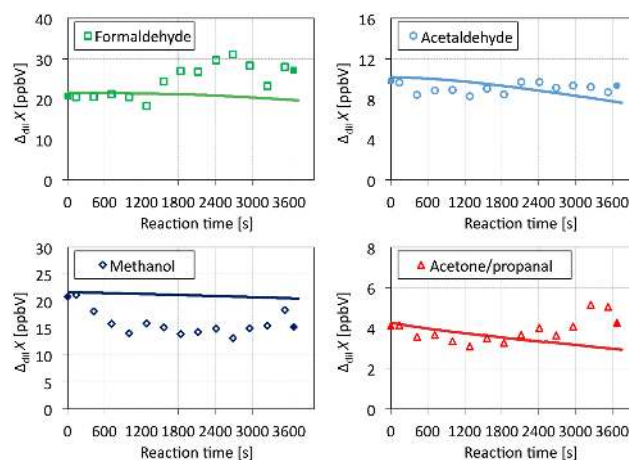 Formaldehyde
Δdil X [ppbV]
40
30
20
10
0
0 600 1200 1800 2400 3000 3600
Reaction time [s]
Acetaldehyde
Δdil X [ppbV]
16
12
8
4
0
0 600 1200 1800 2400 3000 3600
Reaction time [s]
Methanol
Δdil X [ppbV]
30
25
20
15
10
5
0
0 600 1200 1800 2400 3000 3600
Reaction time [s]
Acetone/propanal
Δdil X [ppbV]
8
6
4
2
0
0 600 1200 1800 2400 3000 3600
Reaction time [s]